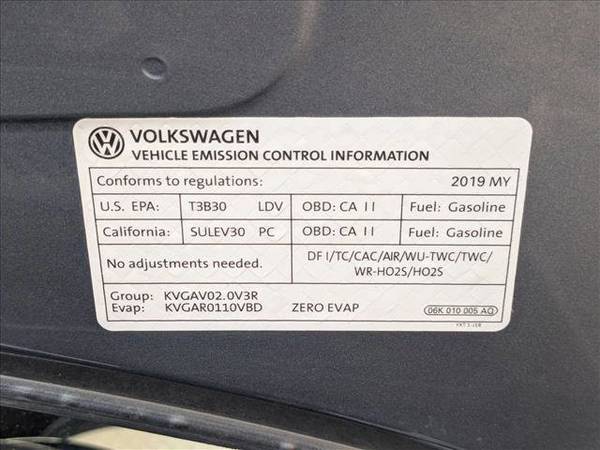 VOLKSWAGEN
VEHICLE EMISSION CONTROL INFORMATION
Conforms to regulations: 2019 MY
U.S. EPA: T3B30 LDV OBD: CA II Fuel: Gasoline
California: SULEV30 PC OBD: CA II Fuel: Gasoline
No adjustments needed. DFI/TC/CAC/AIR/WU-TWC/TWC/
WR-HO2S/HO2S
Group: KVGAV02.0V3R
Evap: KVGAR0110VBD ZERO EVAP 06K 010 005 AQ